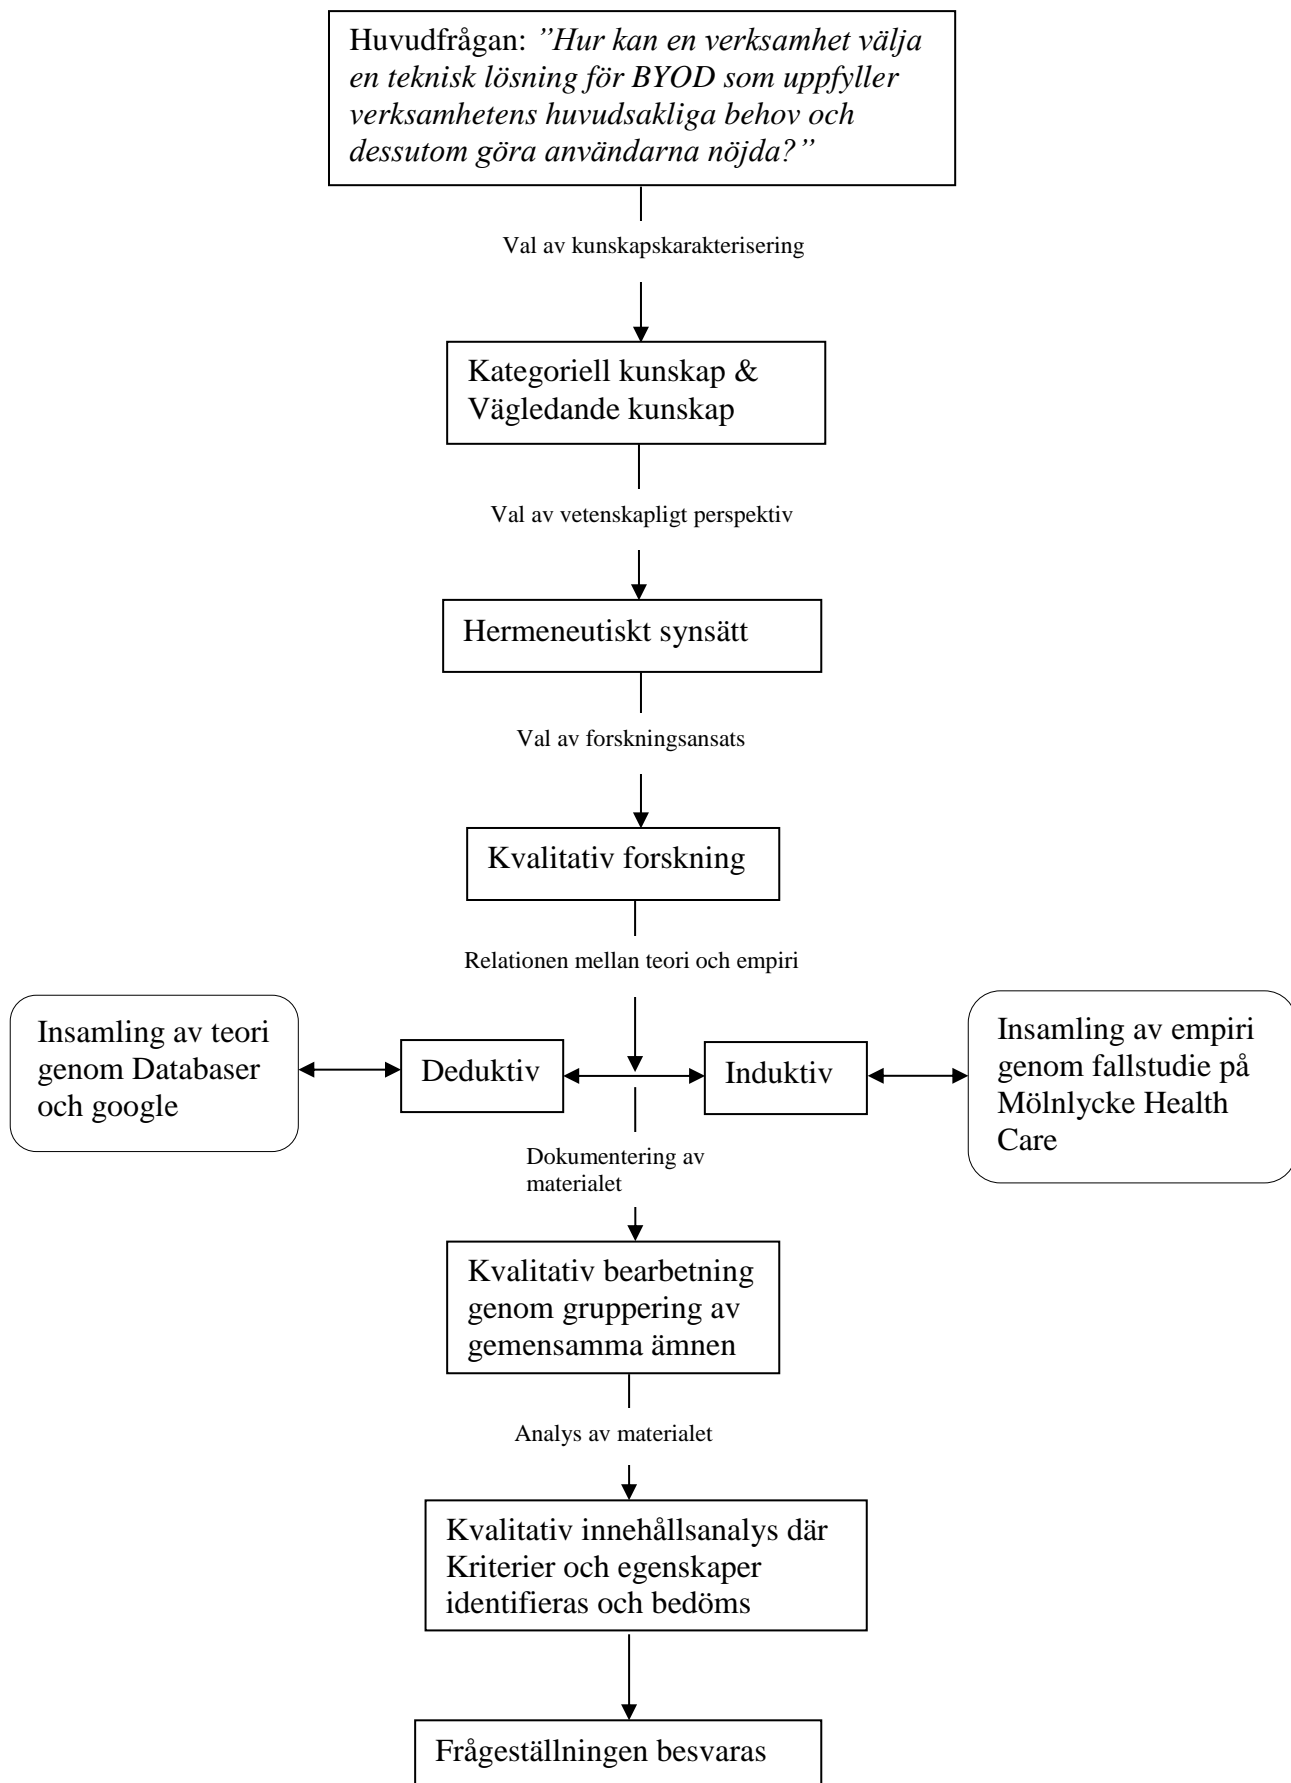 Huvudfrågan: ”Hur kan en verksamhet välja
en teknisk lösning för BYOD som uppfyller
verksamhetens huvudsakliga behov och
dessutom göra användarna nöjda?”
Val av kunskapskarakterisering
Kategoriell kunskap &
Vägledande kunskap
Val av vetenskapligt perspektiv
Hermeneutiskt synsätt
Val av forskningsansats
Kvalitativ forskning
Relationen mellan teori och empiri
Insamling av teori
genom Databaser
och google
Deduktiv
Induktiv
Insamling av empiri
genom fallstudie på
Mölnlycke Health
Care
Dokumentering av
materialet
Kvalitativ bearbetning
genom gruppering av
gemensamma ämnen
Analys av materialet
Kvalitativ innehållsanalys där
Kriterier och egenskaper
identifieras och bedöms
Frågeställningen besvaras